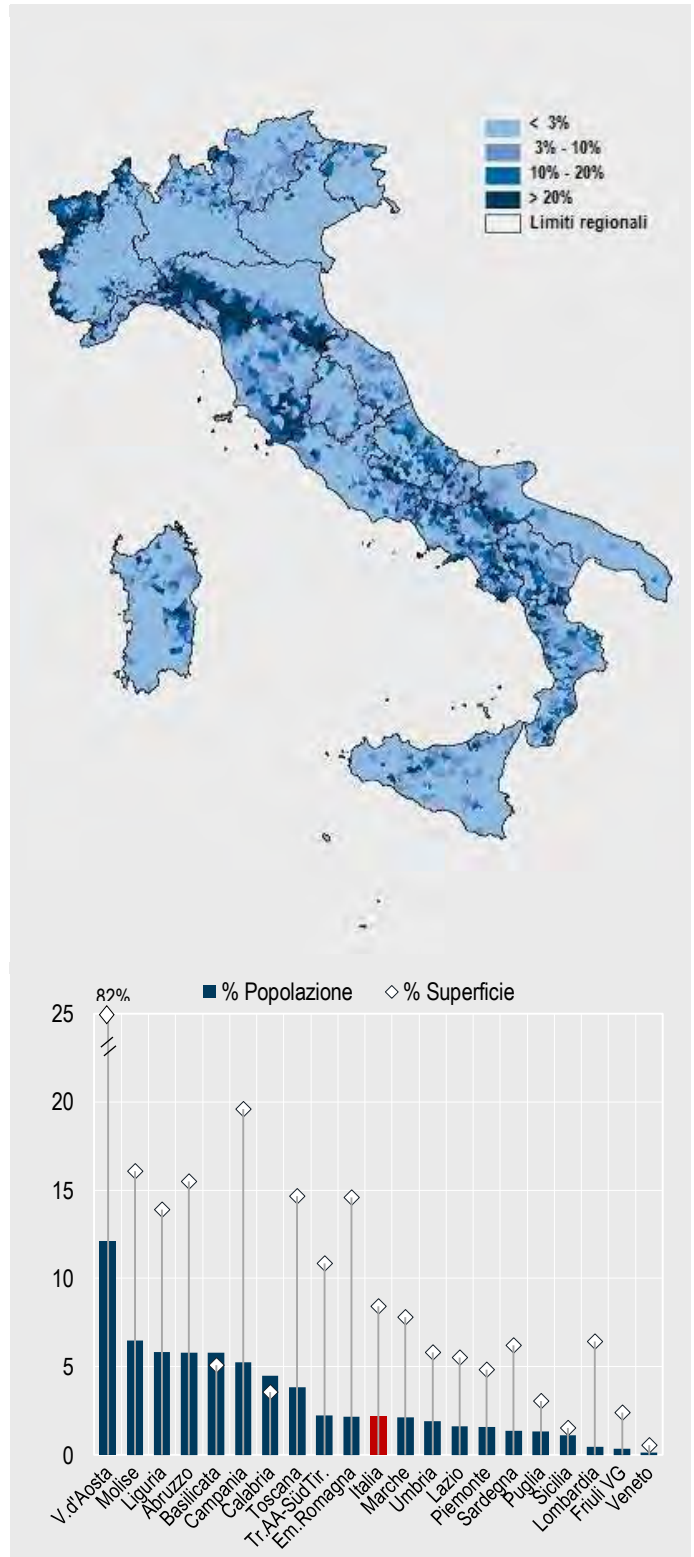 < 3%
3% - 10%
10% - 20%
> 20%
Limiti regionali
82%
% Popolazione
% Superficie
25
20
15
10
5
0
V.d'Aosta
Molise
Liguria
Abruzzo
Basilicata
Campania
Calabria
Toscana
Tr.AA-SüdTir.
Em.Romagna
Italia
Marche
Umbria
Lazio
Piemonte
Sardegna
Puglia
Sicilia
Lombardia
Friuli VG
Veneto